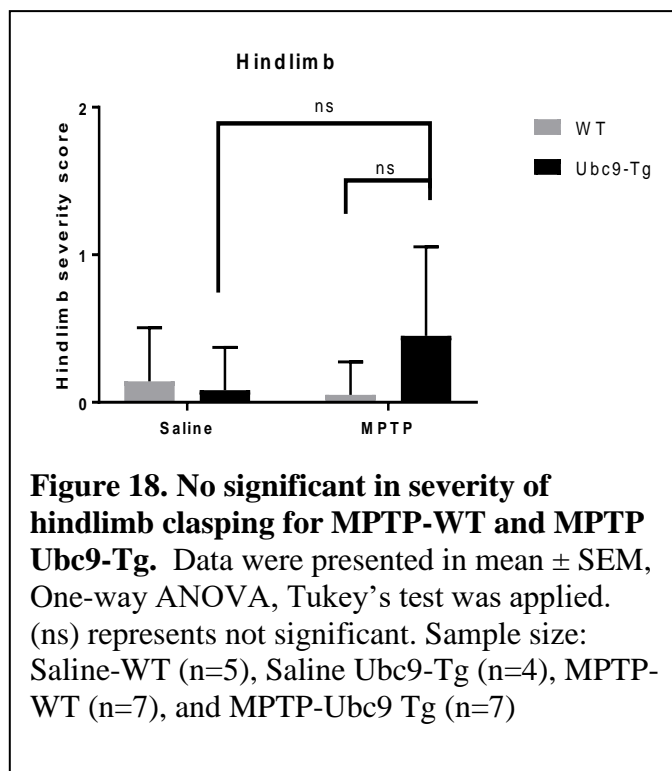 Hindlimb
2
ns
WT
Ubc9-Tg
ns
Hindlimb severity score
1
0
Saline
MPTP
Figure 18. No significant in severity of
hindlimb clasping for MPTP-WT and MPTP
Ubc9-Tg. Data were presented in mean ± SEM,
One-way ANOVA, Tukey’s test was applied.
(ns) represents not significant. Sample size:
Saline-WT (n=5), Saline Ubc9-Tg (n=4), MPTP-
WT (n=7), and MPTP-Ubc9 Tg (n=7)